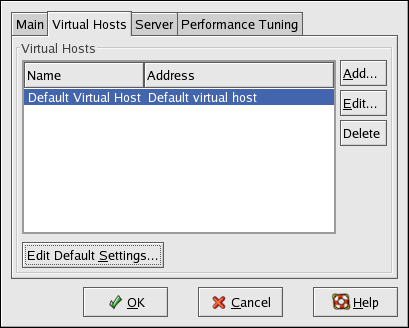 Main Virtual Hosts Server Performance Tuning
Virtual Hosts
Name Address
Default Virtual Host Default virtual host
Add...
Edit...
Delete
Edit Default Settings...
OK Cancel Help